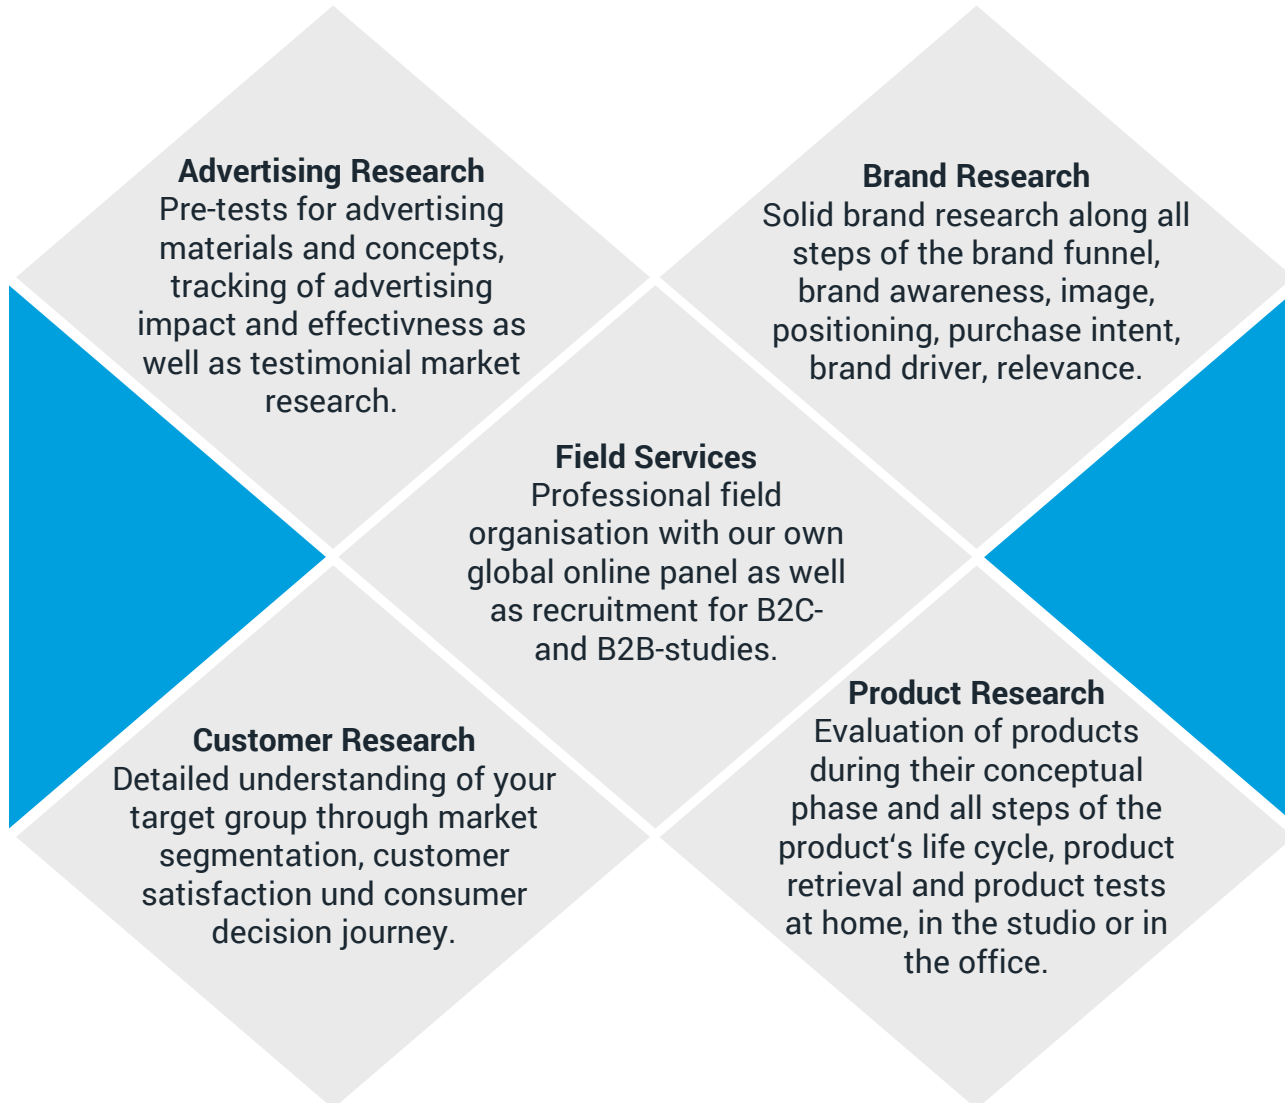 Advertising Research
Pre-tests for advertising
materials and concepts,
tracking of advertising
impact and effectivness as
well as testimonial market
research.
Brand Research
Solid brand research along all
steps of the brand funnel,
brand awareness, image,
positioning, purchase intent,
brand driver, relevance.
Field Services
Professional field
organisation with our own
global online panel as well
as recruitment for B2C-
and B2B-studies.
Customer Research
Detailed understanding of your
target group through market
segmentation, customer
satisfaction und consumer
decision journey.
Product Research
Evaluation of products
during their conceptual
phase and all steps of the
product‘s life cycle, product
retrieval and product tests
at home, in the studio or in
the office.